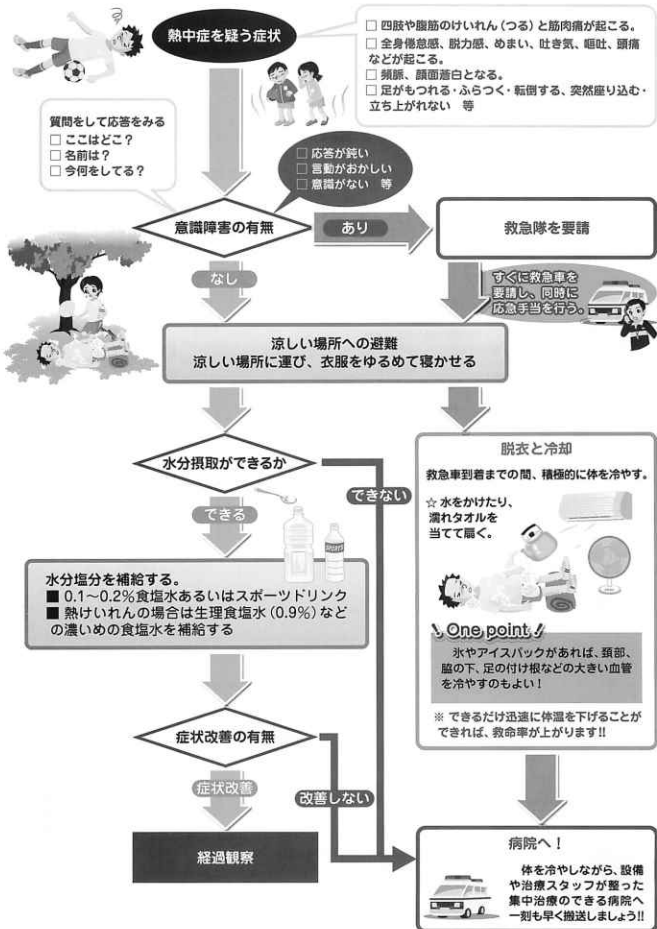 熱中症を疑う症状
□ 四肢や腹筋のけいれん（つる）と筋肉痛が起こる。
□ 全身倦怠感、脱力感、めまい、吐き気、嘔吐、頭痛
などが起こる。
□ 頻脈、顔面蒼白となる。
□ 足がもつれる・ふらつく・転倒する、突然座り込む・
立ち上がれない 等
質問をして応答をみる
□ ここはどこ？
□ 名前は？
□ 今何をしてる？
□ 応答が鈍い
□ 言動がおかしい
□ 意識がない 等
意識障害の有無
あり
救急隊を要請
なし
すぐに救急車を
要請し、同時に
応急手当を行う。
涼しい場所への避難
涼しい場所に運び、衣服をゆるめて寝かせる
水分摂取ができるか
できない
できる
脱衣と冷却
救急車到着までの間、積極的に体を冷やす。
☆ 水をかけたり、
濡れタオルを
当てて扇ぐ。
One point
氷やアイスパックがあれば、頚部、
脇の下、足の付け根などの大きい血管
を冷やすのもよい！
※ できるだけ迅速に体温を下げることが
できれば、救命率が上がります!!
SPORTS
水分塩分を補給する。
■ 0.1〜0.2％食塩水あるいはスポーツドリンク
■ 熱けいれんの場合は生理食塩水（0.9％）など
の濃いめの食塩水を補給する
症状改善の有無
症状改善
改善しない
経過観察
病院へ！
体を冷やしながら、設備
や治療スタッフが整った
集中治療のできる病院へ
一刻も早く搬送しましょう!!